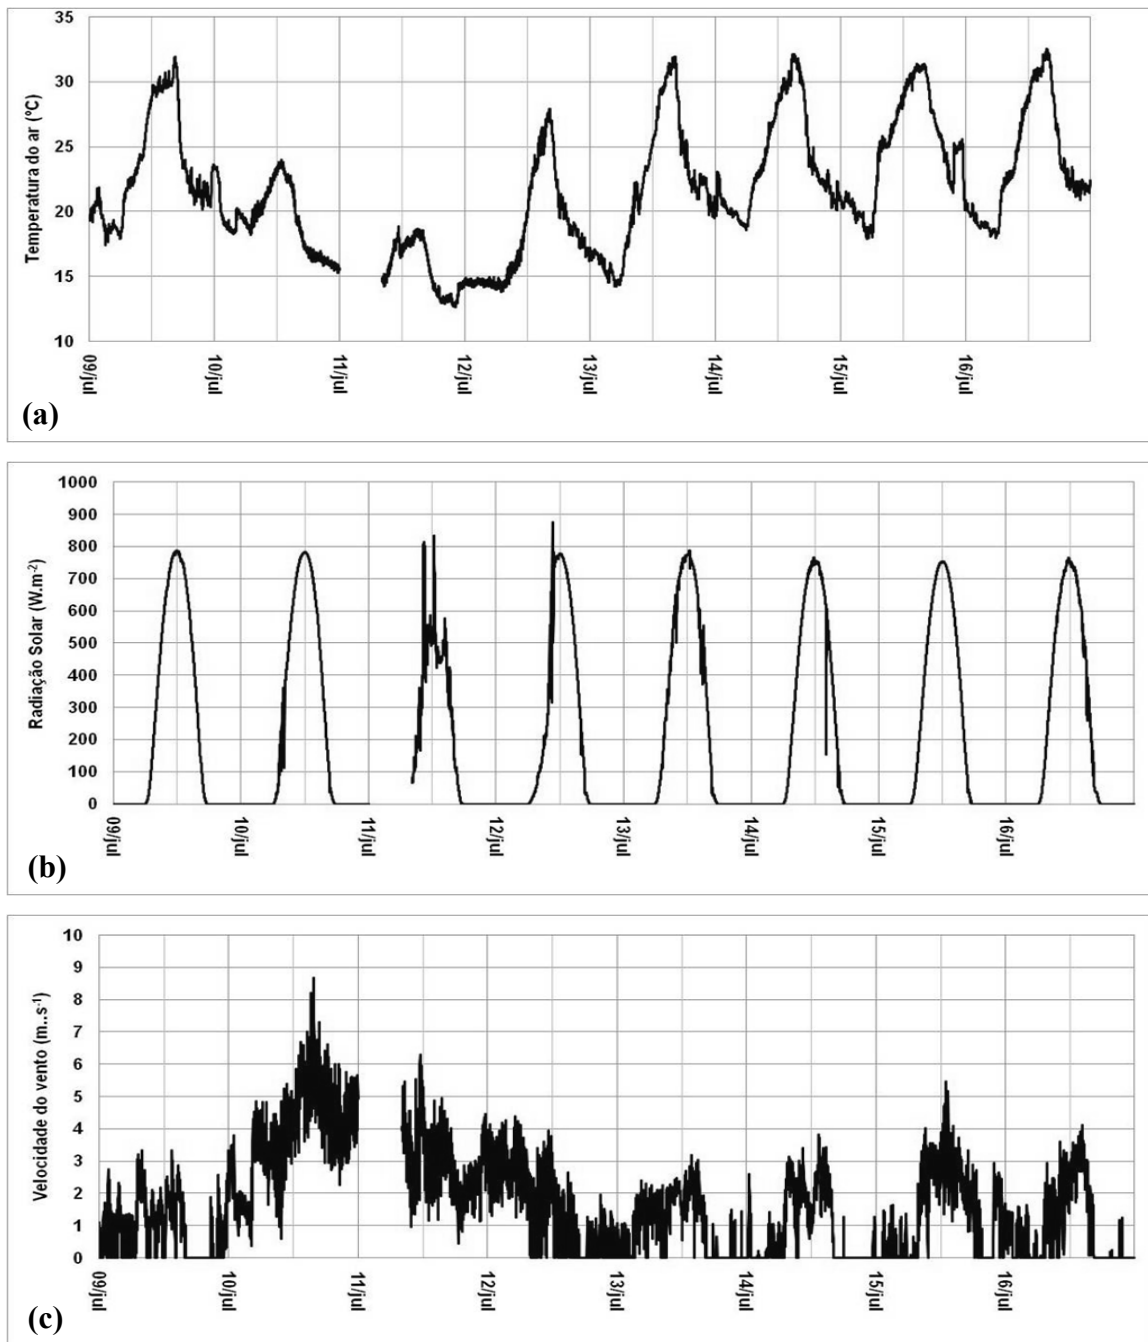 35
30
25
20
15
10
Temperatura do ar (ºC)
09/jul
10/jul
11/jul
12/jul
13/jul
14/jul
15/jul
16/jul
(a)
1000
900
800
700
600
500
400
300
200
100
0
Radiação Solar (W.m-2)
09/jul
10/jul
11/jul
12/jul
13/jul
14/jul
15/jul
16/jul
(b)
10
9
8
7
6
5
4
3
2
1
0
Velocidade do vento (m..s-1)
09/jul
10/jul
11/jul
12/jul
13/jul
14/jul
15/jul
16/jul
(c)